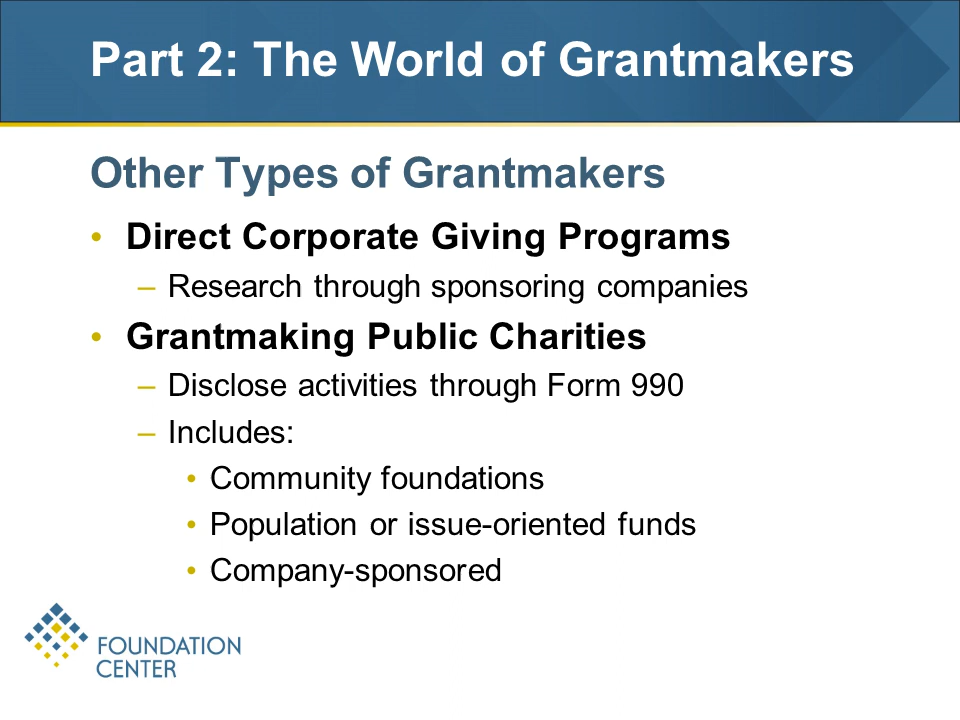 Part 2: The World of Grantmakers
Other Types of Grantmakers
• Direct Corporate Giving Programs
– Research through sponsoring companies
• Grantmaking Public Charities
– Disclose activities through Form 990
– Includes:
• Community foundations
• Population or issue-oriented funds
• Company-sponsored
FOUNDATION
CENTER